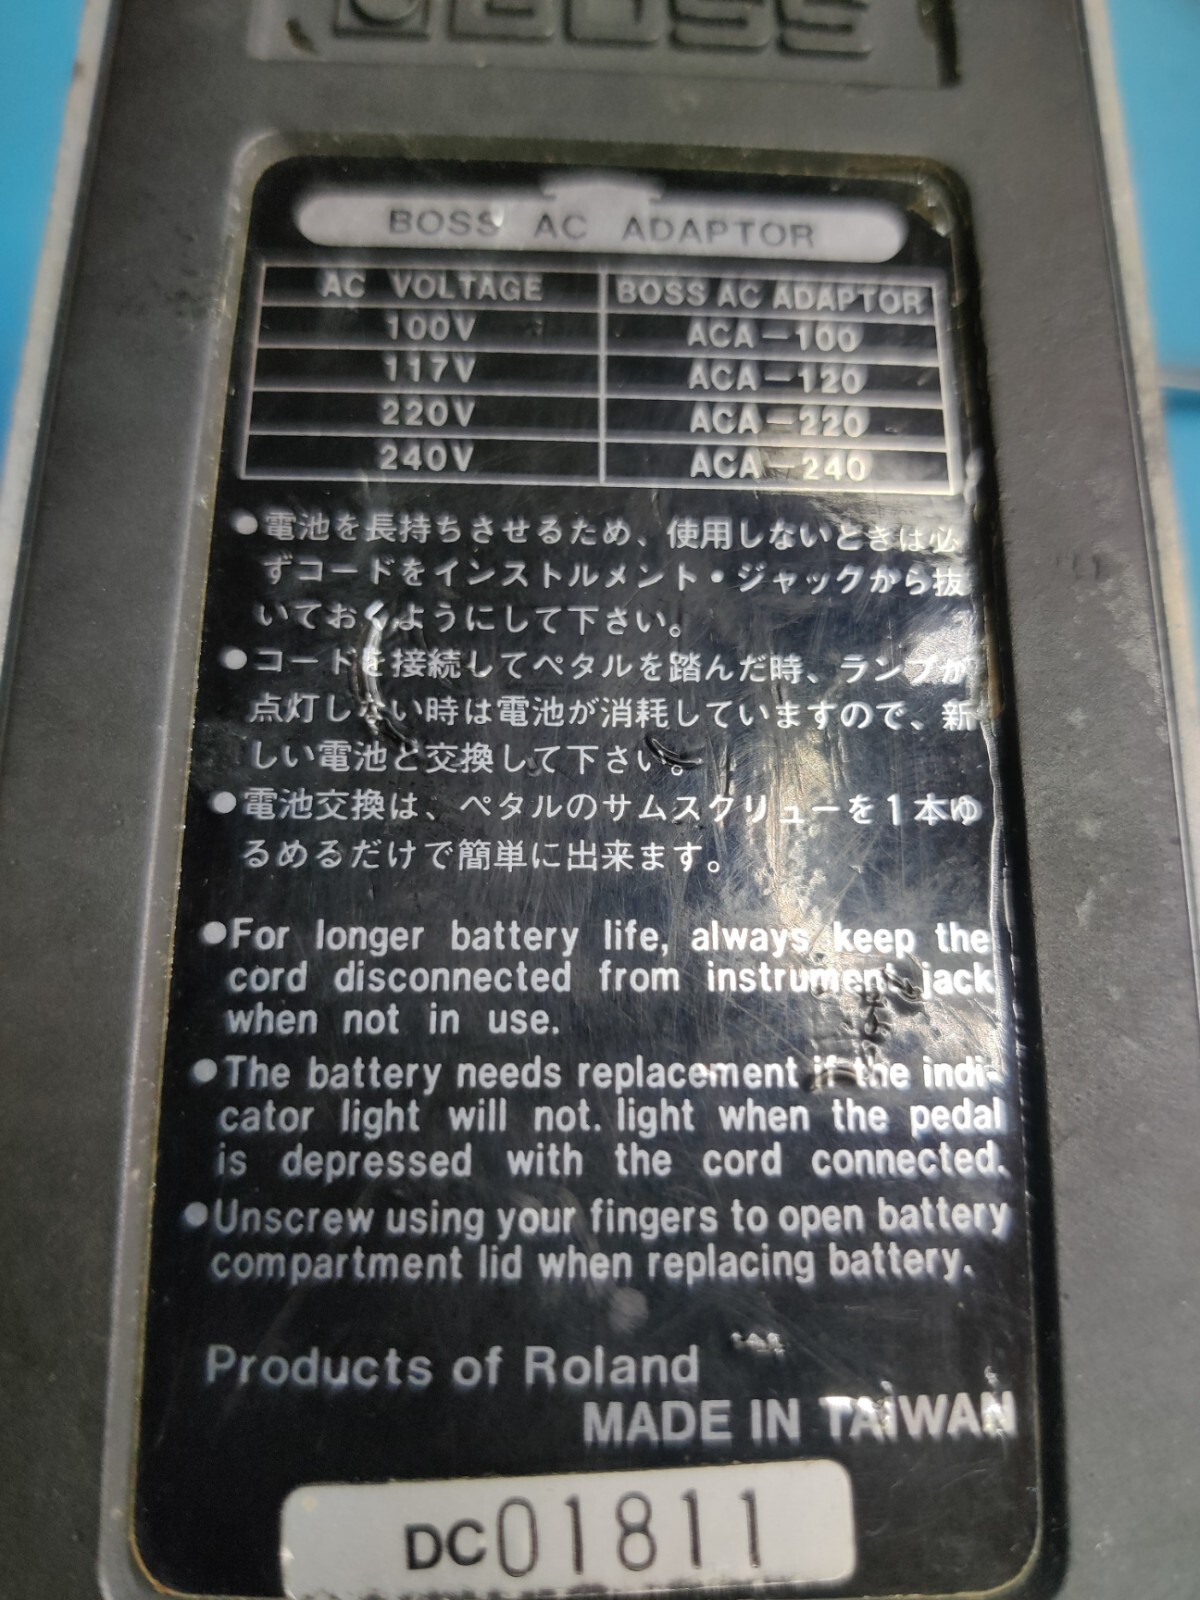 BOSS
BOSS AC ADAPTOR
AC VOLTAGE BOSS AC ADAPTOR
100V ACA-100
117V ACA-120
220V ACA-220
240V ACA-240
●電池を長持ちさせるため、使用しないときは必
ずコードをインストルメント・ジャックから抜
いておくようにして下さい。
●コードを接続してペタルを踏んだ時、ランプが
点灯しない時は電池が消耗していますので、新
しい電池と交換して下さい。
●電池交換は、ペタルのサムスクリューを1本ゆ
るめるだけで簡単に出来ます。
●For longer battery life, always keep the
cord disconnected from instrument jack
when not in use.
●The battery needs replacement if the indi-
cator light will not. light when the pedal
is depressed with the cord connected.
●Unscrew using your fingers to open battery
compartment lid when replacing battery.
Products of Roland
MADE IN TAIWAN
DC01811